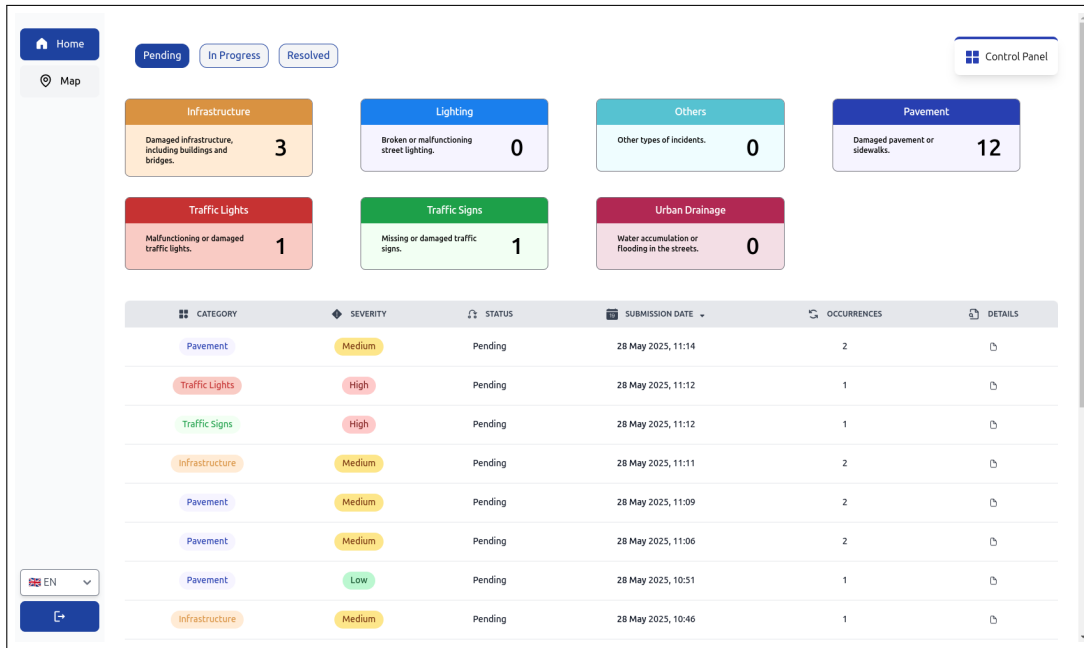 Home
Map
Pending In Progress Resolved
Control Panel
Infrastructure
Damaged infrastructure,
including buildings and
bridges.
3
Lighting
Broken or malfunctioning
street lighting.
0
Others
Other types of incidents.
0
Pavement
Damaged pavement or
sidewalks.
12
Traffic Lights
Malfunctioning or damaged
traffic lights.
1
Traffic Signs
Missing or damaged traffic
signs.
1
Urban Drainage
Water accumulation or
flooding in the streets.
0
CATEGORY SEVERITY STATUS SUBMISSION DATE OCCURRENCES DETAILS
Pavement Medium Pending 28 May 2025, 11:14 2
Traffic Lights High Pending 28 May 2025, 11:12 1
Traffic Signs High Pending 28 May 2025, 11:12 1
Infrastructure Medium Pending 28 May 2025, 11:11 2
Pavement Medium Pending 28 May 2025, 11:09 2
Pavement Medium Pending 28 May 2025, 11:06 2
Pavement Low Pending 28 May 2025, 10:51 1
Infrastructure Medium Pending 28 May 2025, 10:46 1
EN